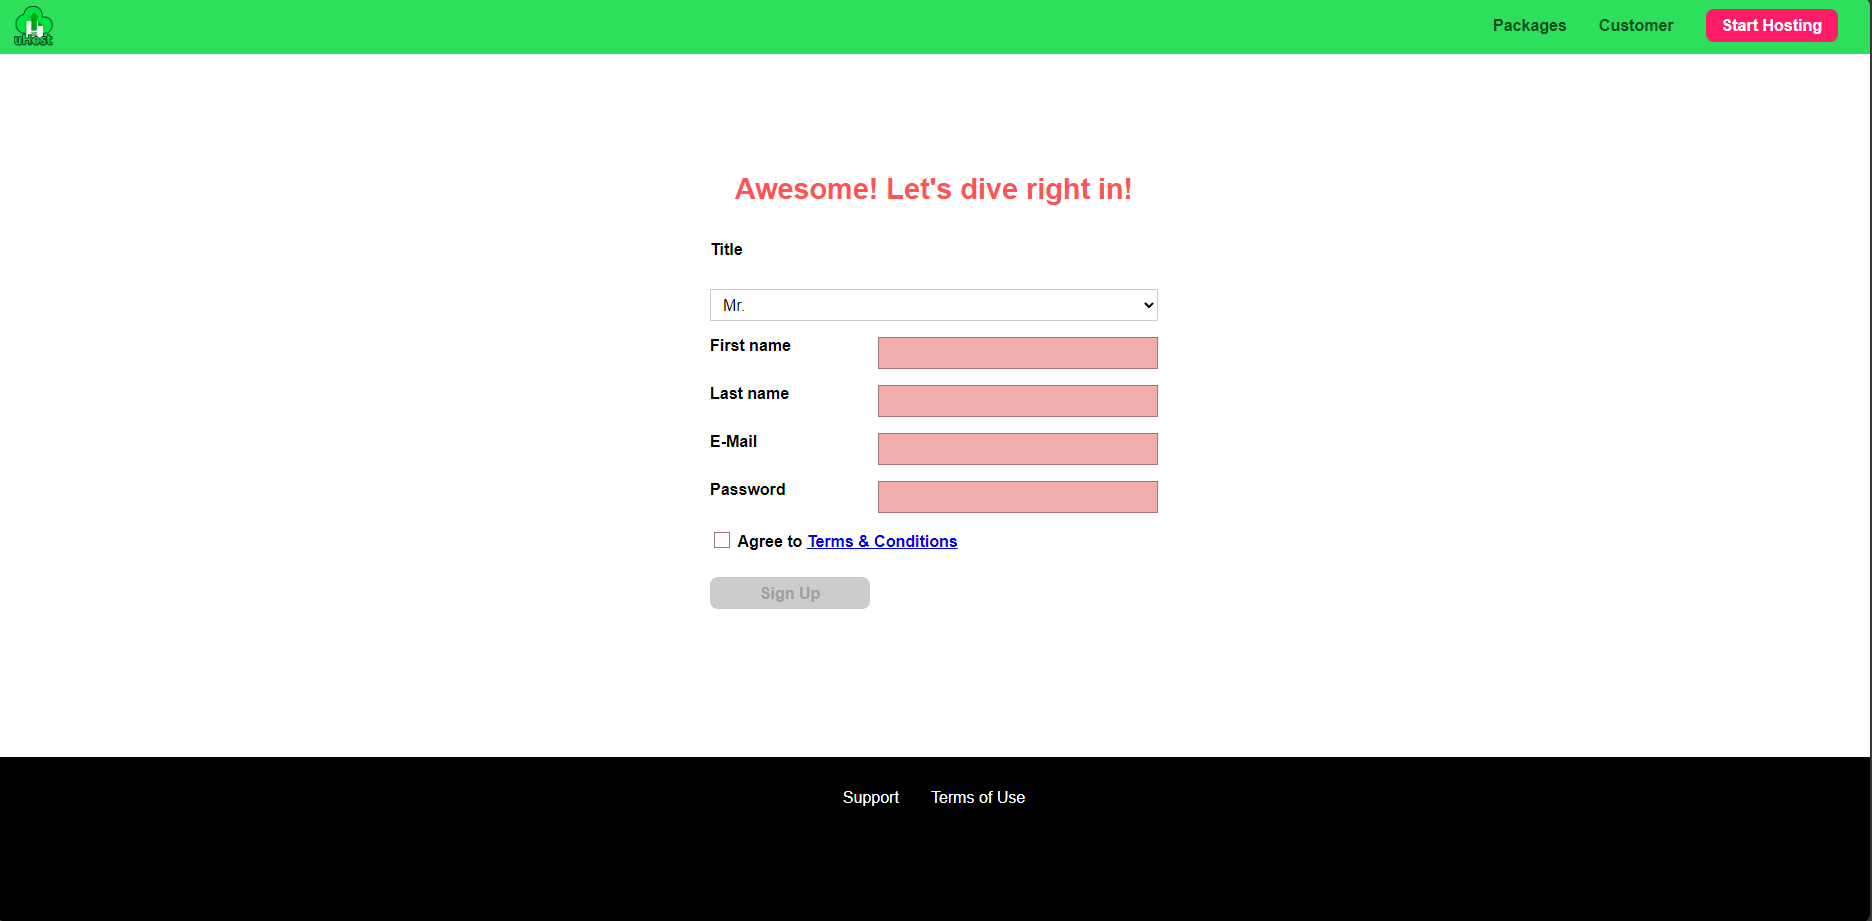 uHost
Packages Customer Start Hosting
Awesome! Let's dive right in!
Title
Mr.
First name
Last name
E-Mail
Password
Agree to Terms & Conditions
Sign Up
Support Terms of Use